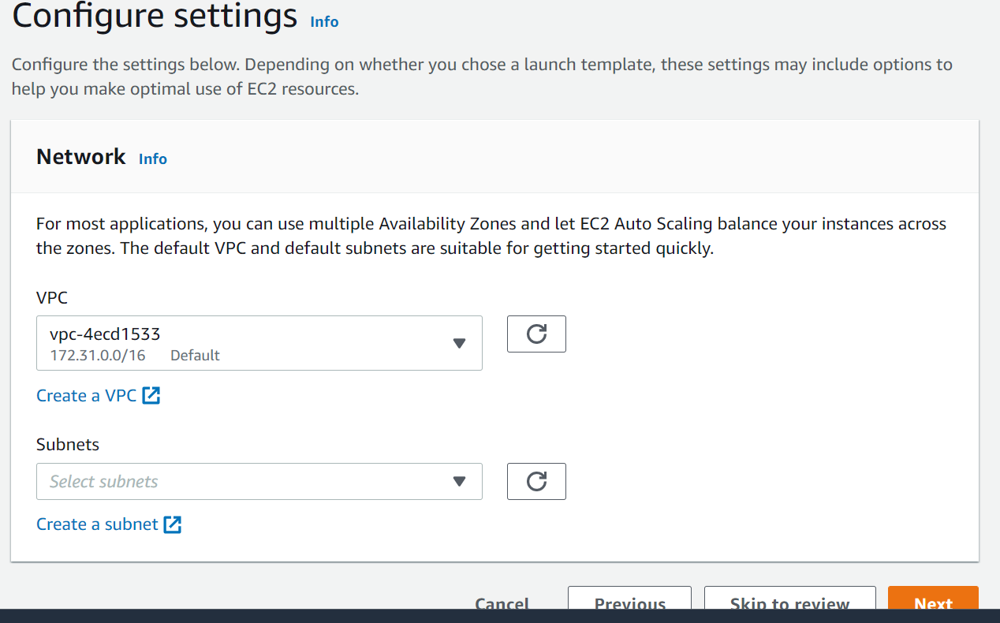 Configure settings Info
Configure the settings below. Depending on whether you chose a launch template, these settings may include options to
help you make optimal use of EC2 resources.
Network Info
For most applications, you can use multiple Availability Zones and let EC2 Auto Scaling balance your instances across
the zones. The default VPC and default subnets are suitable for getting started quickly.
VPC
vpc-4ecd1533
172.31.0.0/16 Default
Create a VPC
Subnets
Select subnets
Create a subnet
Cancel Previous Skip to review Next